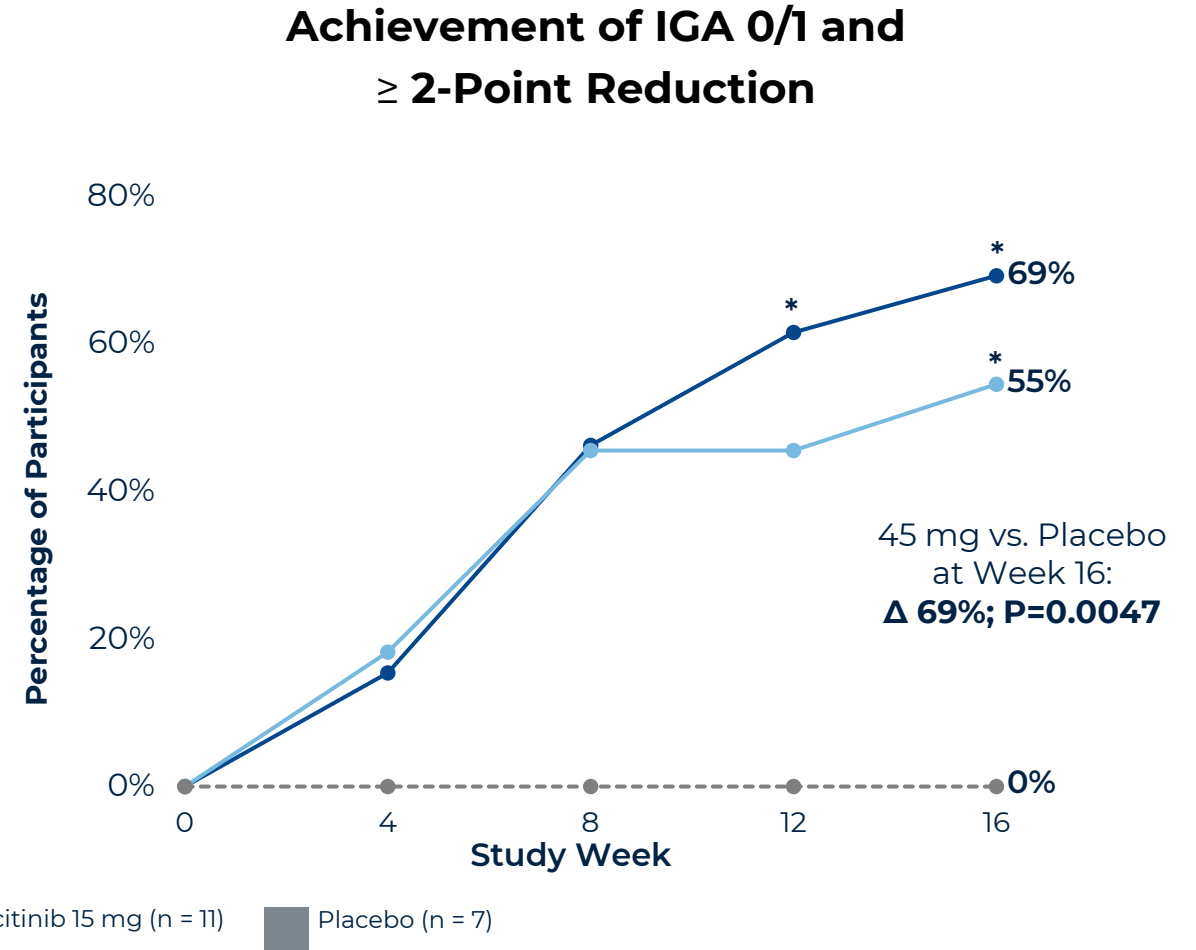 Achievement of IGA 0/1 and
≥ 2-Point Reduction
Percentage of Participants
80%
60%
40%
20%
0%
*
*
69%
*
55%
45 mg vs. Placebo
at Week 16:
Δ 69%; P=0.0047
0%
0 4 8 12 16
Study Week
citinib 15 mg (n = 11) Placebo (n = 7)